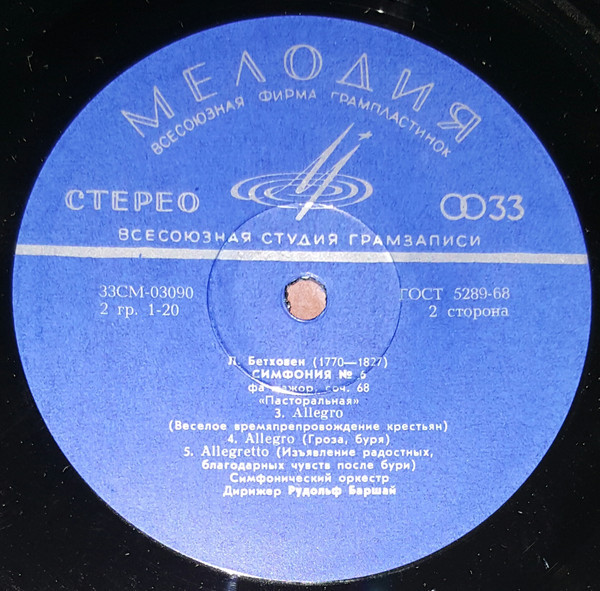 МЕЛОДИЯ
ВСЕСОЮЗНАЯ ФИРМА ГРАМПЛАСТИНОК
СТЕРЕО
33
ВСЕСОЮЗНАЯ СТУДИЯ ГРАМЗАПИСИ
33СМ-03090
ГОСТ 5289-68
2 гр. 1-20
2 сторона
Л. Бетховен (1770—1827)
СИМФОНИЯ № 6
фа мажор, соч. 68
«Пасторальная»
3. Allegro
(Веселое времяпрепровождение крестьян)
4. Allegro (Гроза, буря)
5. Allegretto (Изъявление радостных,
благодарных чувств после бури)
Симфонический оркестр
Дирижер Рудольф Баршай